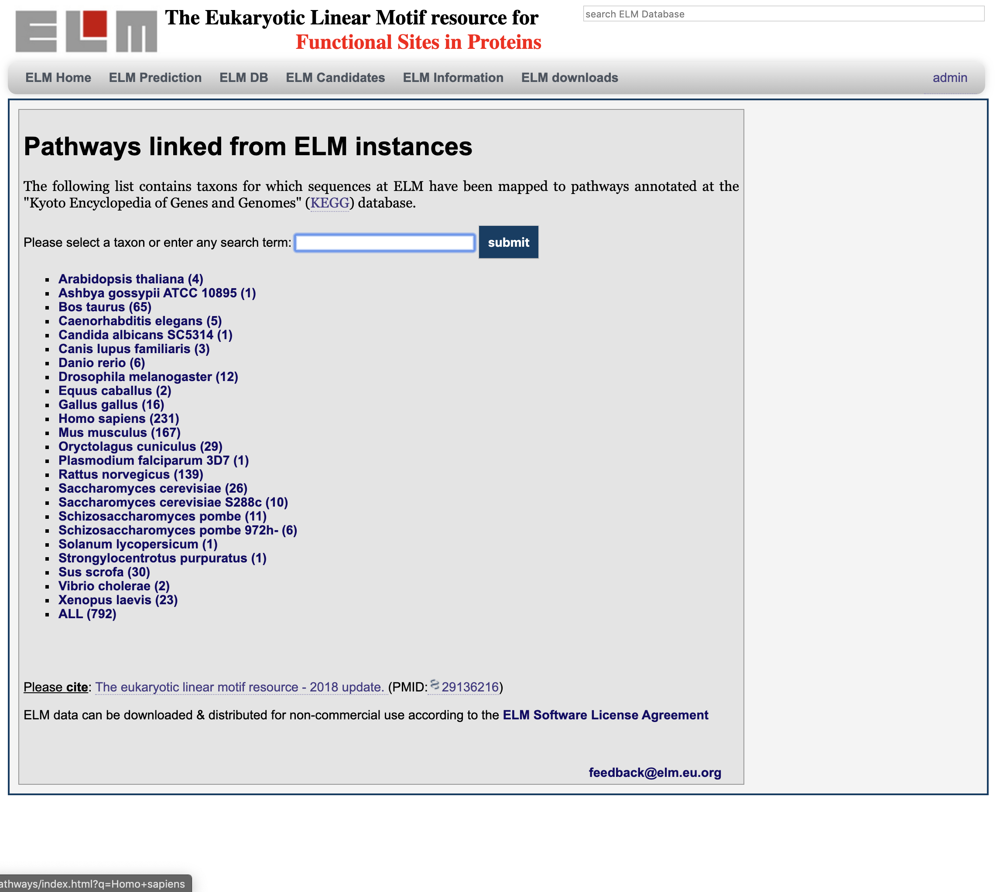 ELM
The Eukaryotic Linear Motif resource for
Functional Sites in Proteins
search ELM Database
ELM Home ELM Prediction ELM DB ELM Candidates ELM Information ELM downloads admin
Pathways linked from ELM instances
The following list contains taxons for which sequences at ELM have been mapped to pathways annotated at the
"Kyoto Encyclopedia of Genes and Genomes" (KEGG) database.
Please select a taxon or enter any search term: submit
Arabidopsis thaliana (4)
Ashbya gossypii ATCC 10895 (1)
Bos taurus (65)
Caenorhabditis elegans (5)
Candida albicans SC5314 (1)
Canis lupus familiaris (3)
Danio rerio (6)
Drosophila melanogaster (12)
Equus caballus (2)
Gallus gallus (16)
Homo sapiens (231)
Mus musculus (167)
Oryctolagus cuniculus (29)
Plasmodium falciparum 3D7 (1)
Rattus norvegicus (139)
Saccharomyces cerevisiae (26)
Saccharomyces cerevisiae S288c (10)
Schizosaccharomyces pombe (11)
Schizosaccharomyces pombe 972h- (6)
Solanum lycopersicum (1)
Strongylocentrotus purpuratus (1)
Sus scrofa (30)
Vibrio cholerae (2)
Xenopus laevis (23)
ALL (792)
Please cite: The eukaryotic linear motif resource - 2018 update. (PMID: 29136216)
ELM data can be downloaded & distributed for non-commercial use according to the ELM Software License Agreement
feedback@elm.eu.org
athways/index.html?q=Homo+sapiens